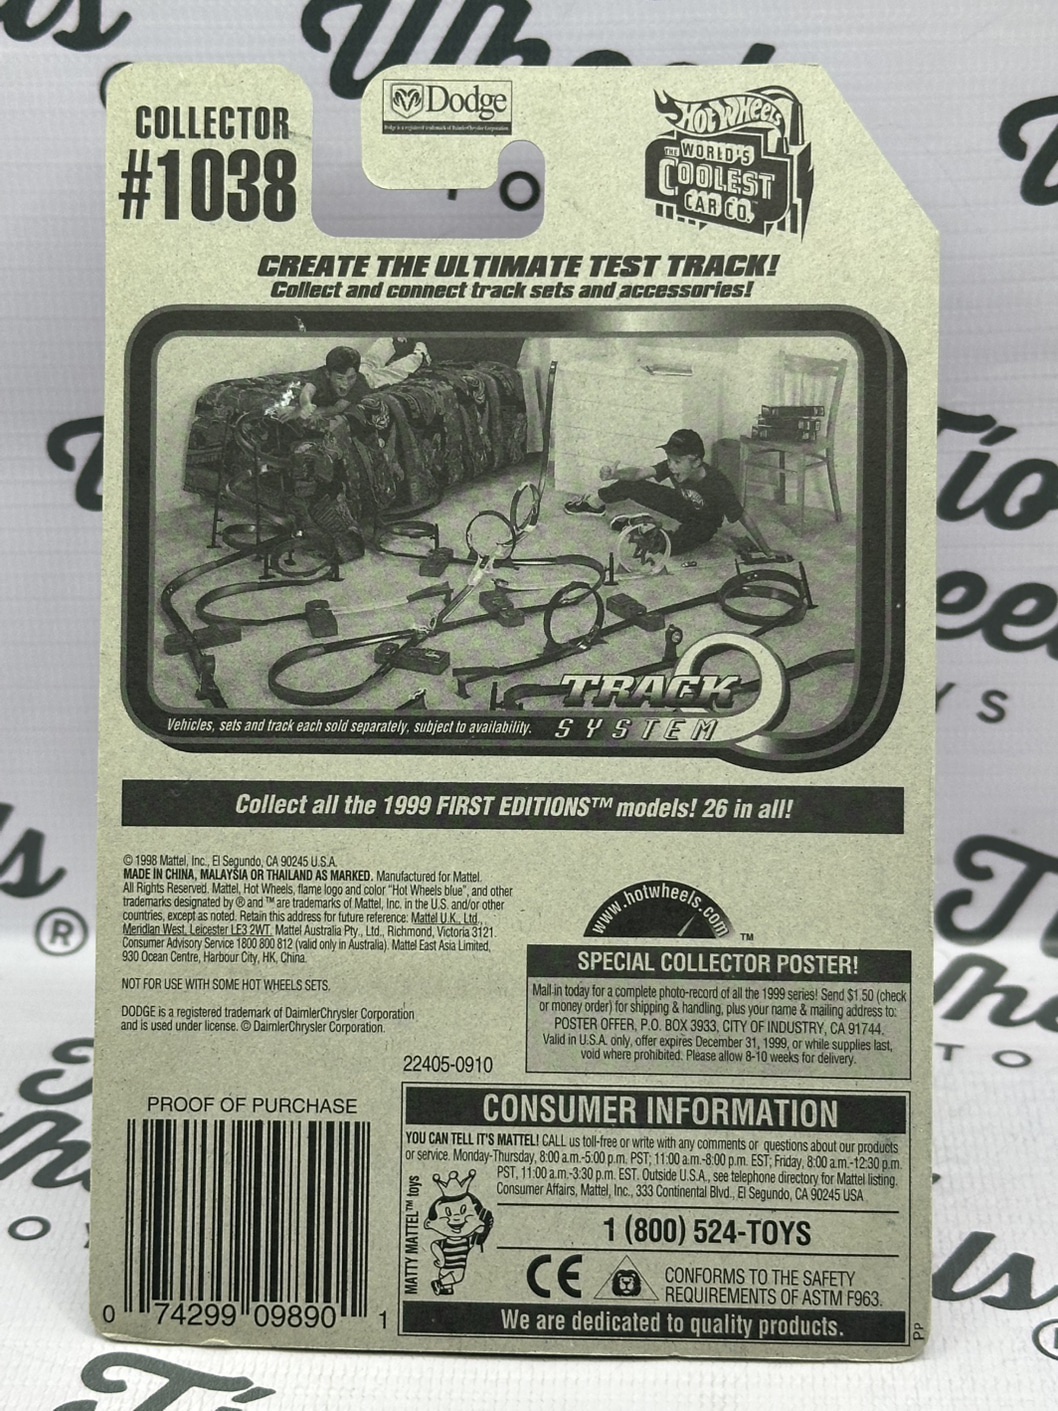 COLLECTOR
#1038
Dodge
Dodge is a registered trademark of DaimlerChrysler Corporation
HOT WHEELS
THE WORLD'S
COOLEST
CAR CO.™
CREATE THE ULTIMATE TEST TRACK!
Collect and connect track sets and accessories!
TRACK
SYSTEM
Vehicles, sets and track each sold separately, subject to availability.
Collect all the 1999 FIRST EDITIONS™ models! 26 in all!
© 1998 Mattel, Inc., El Segundo, CA 90245 U.S.A.
MADE IN CHINA, MALAYSIA OR THAILAND AS MARKED. Manufactured for Mattel.
All Rights Reserved. Mattel, Hot Wheels, flame logo and color "Hot Wheels blue", and other
trademarks designated by ® and ™ are trademarks of Mattel, Inc. in the U.S. and/or other
countries, except as noted. Retain this address for future reference: Mattel U.K., Ltd.,
Meridian West, Leicester LE3 2WT. Mattel Australia Pty., Ltd., Richmond, Victoria 3121.
Consumer Advisory Service 1800 800 812 (valid only in Australia). Mattel East Asia Limited,
930 Ocean Centre, Harbour City, HK, China.
NOT FOR USE WITH SOME HOT WHEELS SETS.
DODGE is a registered trademark of DaimlerChrysler Corporation
and is used under license. © DaimlerChrysler Corporation.
22405-0910
www.hotwheels.com
™
SPECIAL COLLECTOR POSTER!
Mail in today for a complete photo-record of all the 1999 series! Send $1.50 (check
or money order) for shipping & handling, plus your name & mailing address to:
POSTER OFFER, P.O. BOX 3933, CITY OF INDUSTRY, CA 91744.
Valid in U.S.A. only, offer expires December 31, 1999, or while supplies last,
void where prohibited. Please allow 8-10 weeks for delivery.
PROOF OF PURCHASE
0 74299 09890 1
CONSUMER INFORMATION
YOU CAN TELL IT'S MATTEL! CALL us toll-free or write with any comments or questions about our products
or service. Monday-Thursday, 8:00 a.m.-5:00 p.m. PST; 11:00 a.m.-8:00 p.m. EST; Friday, 8:00 a.m.-12:30 p.m.
PST, 11:00 a.m.-3:30 p.m. EST. Outside U.S.A., see telephone directory for Mattel listing.
Consumer Affairs, Mattel, Inc., 333 Continental Blvd., El Segundo, CA 90245 USA
MATTY MATTEL™ toys
1 (800) 524-TOYS
CE
CONFORMS TO THE SAFETY
REQUIREMENTS OF ASTM F963.
We are dedicated to quality products.
PP